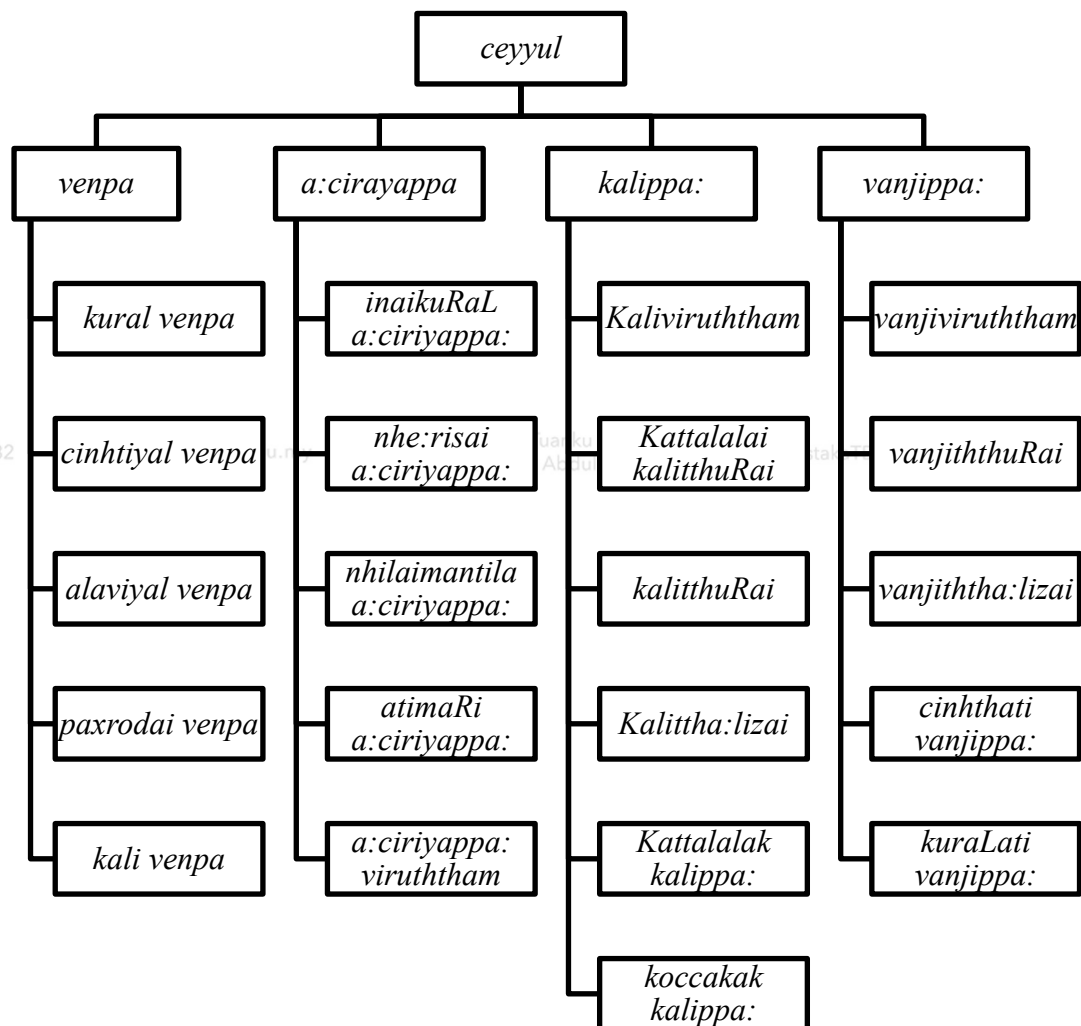 ceyyul
venpa
a:cirayappa
kalippa:
vanjippa:
kural venpa
inaikuRaL
a:ciriyappa:
Kaliviruththam
vanjiviruththam
cinhtiyal venpa
nhe:risai
a:ciriyappa:
Kattalalai
kalitthuRai
vanjiththuRai
alaviyal venpa
nhilaimantila
a:ciriyappa:
kalitthuRai
vanjiththa:lizai
paxrodai venpa
atimaRi
a:ciriyappa:
Kalittha:lizai
cinhthati
vanjippa:
kali venpa
a:ciriyappa:
viruththam
Kattalalak
kalippa:
kuraLati
vanjippa:
koccakak
kalippa: